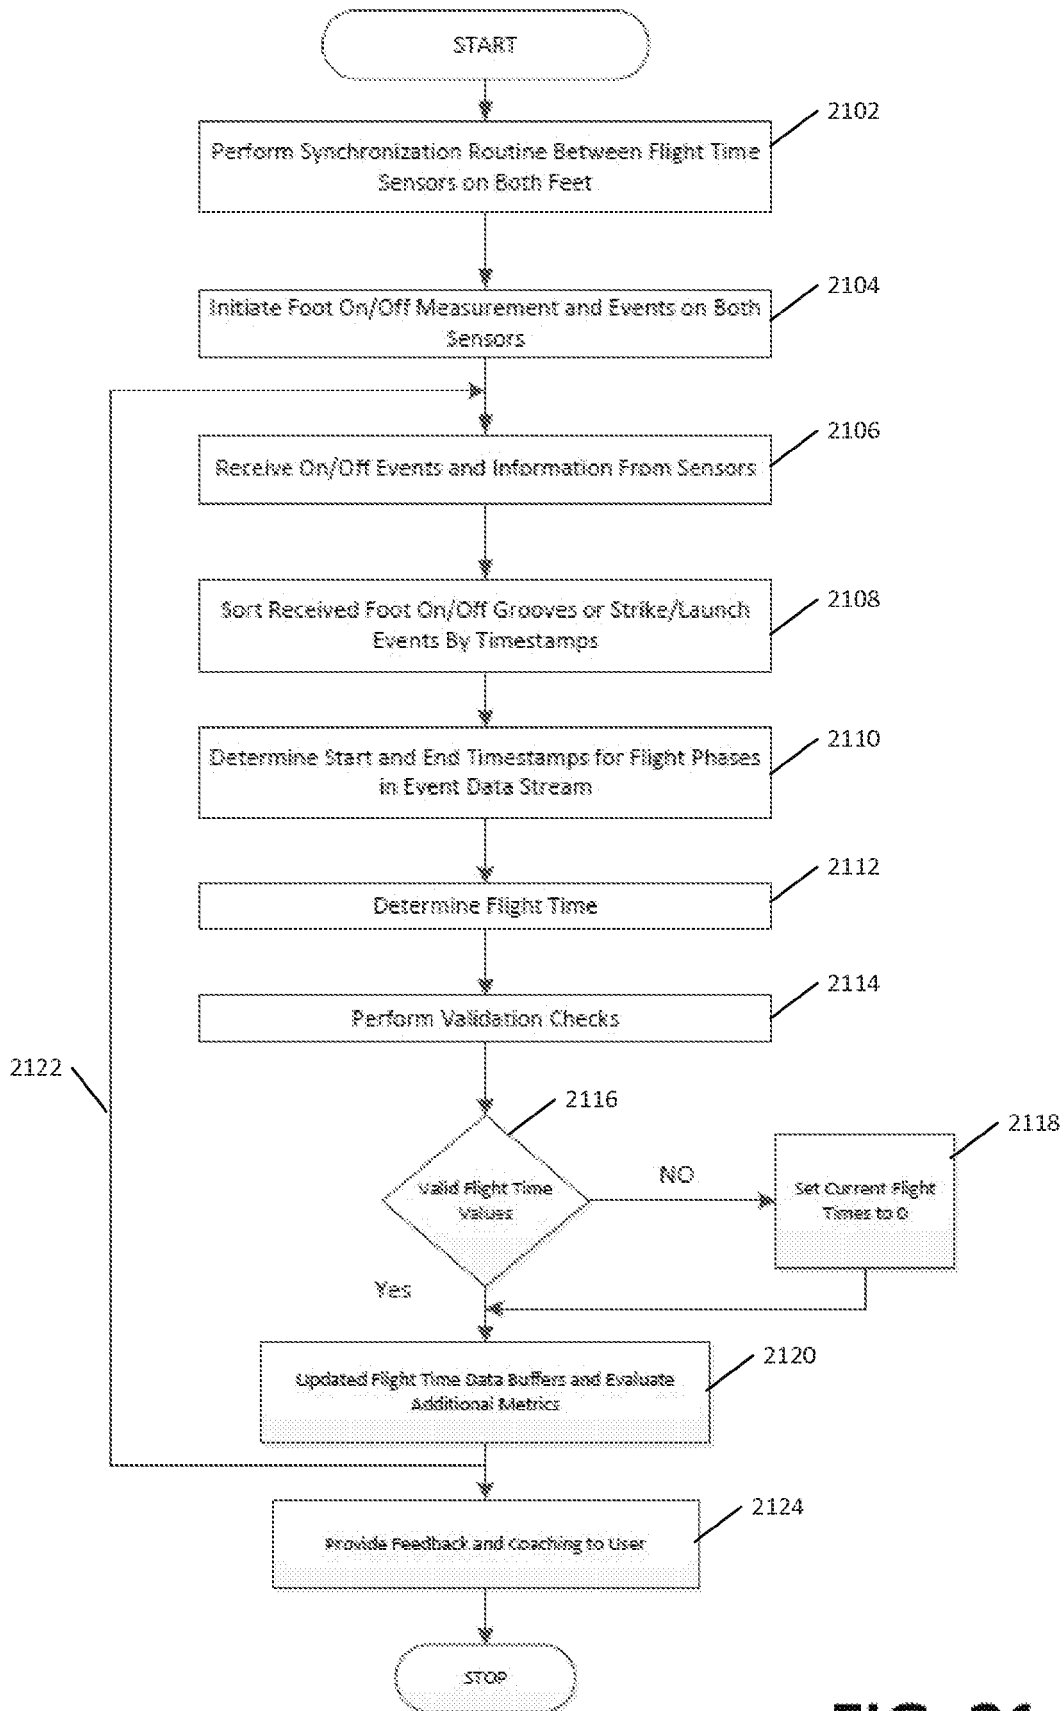 START
2102
Perform Synchronization Routine Between Flight Time
Sensors on Both Feet
2104
Initiate Foot On/Off Measurement and Events on Both
Sensors
2106
Receive On/Off Events and Information From Sensors
2108
Sort Received Foot On/Off Grooves or Strike/Launch
Events By Timestamps
2110
Determine Start and End Timestamps for Flight Phases
in Event Data Stream
2112
Determine Flight Time
2114
Perform Validation Checks
2122
2116
Valid Flight Time
Values
NO
2118
Set Current Flight
Times to 0
Yes
2120
Updated Flight Time Data Buffers and Evaluate
Additional Metrics
2124
Provide Feedback and Coaching to User
STOP